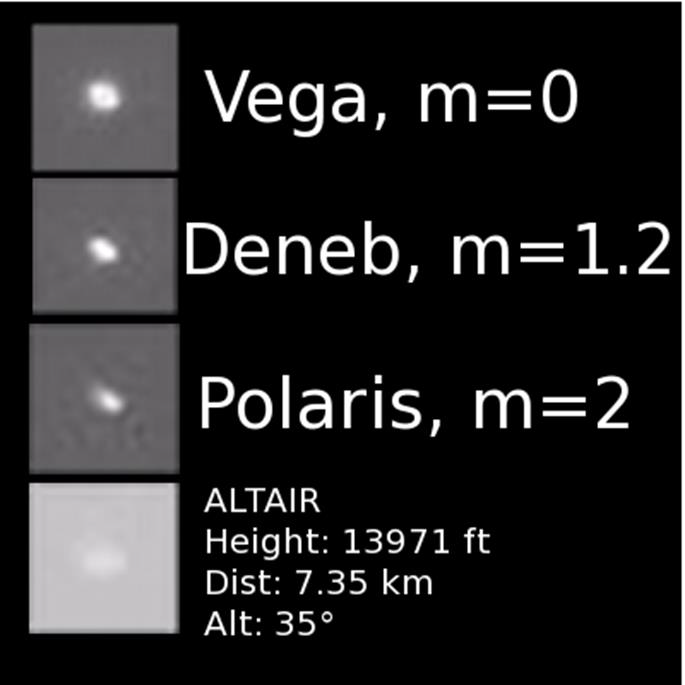 Vega, m=0
Deneb, m=1.2
Polaris, m=2
ALTAIR
Height: 13971 ft
Dist: 7.35 km
Alt: 35°